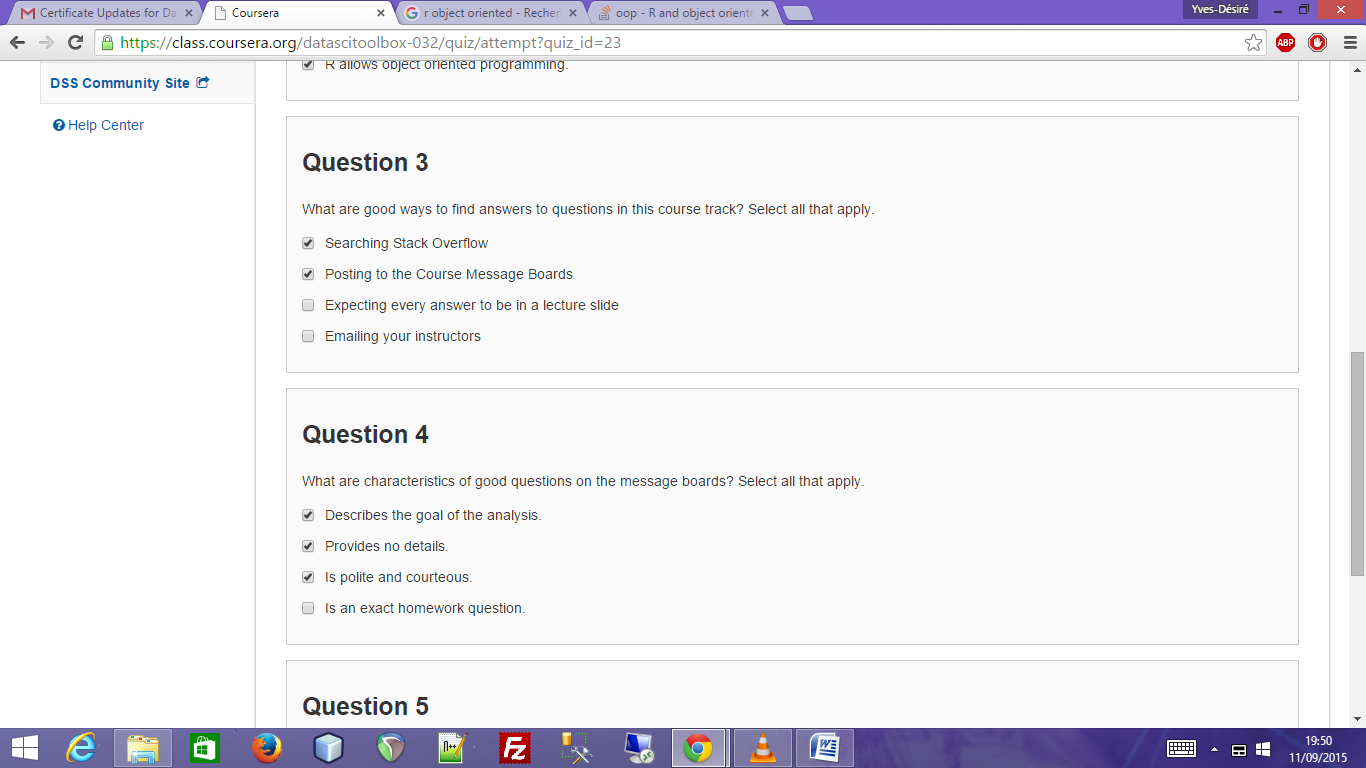 Certificate Updates for Da
Coursera
r object oriented - Recher
oop - R and object oriente
Yves-Désiré
https://class.coursera.org/datascitoolbox-032/quiz/attempt?quiz_id=23
ABP
DSS Community Site
Help Center
R allows object oriented programming.
Question 3
What are good ways to find answers to questions in this course track? Select all that apply.
Searching Stack Overflow
Posting to the Course Message Boards
Expecting every answer to be in a lecture slide
Emailing your instructors
Question 4
What are characteristics of good questions on the message boards? Select all that apply.
Describes the goal of the analysis.
Provides no details.
Is polite and courteous.
Is an exact homework question.
Question 5
19:50
11/09/2015